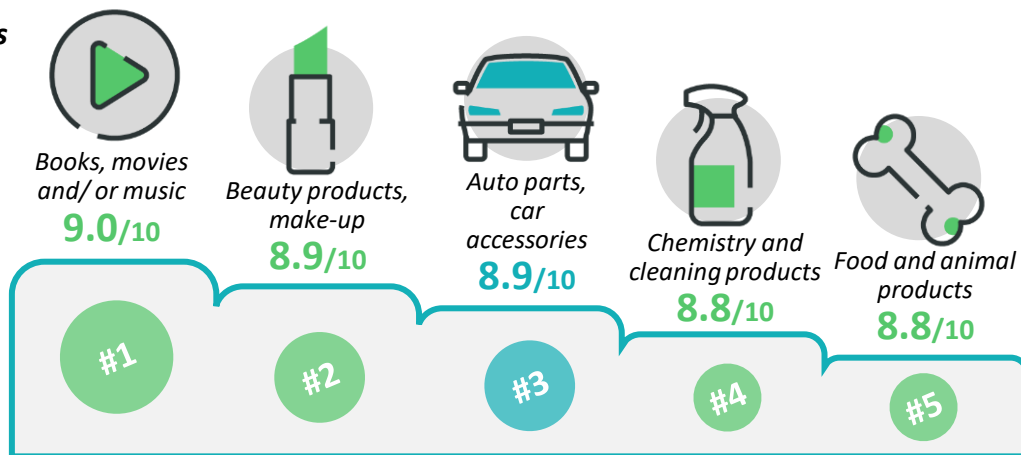 s
Books, movies
and/ or music
9.0/10
Beauty products,
make-up
8.9/10
Auto parts,
car
accessories
8.9/10
Chemistry and
cleaning products
8.8/10
Food and animal
products
8.8/10
#1
#2
#3
#4
#5